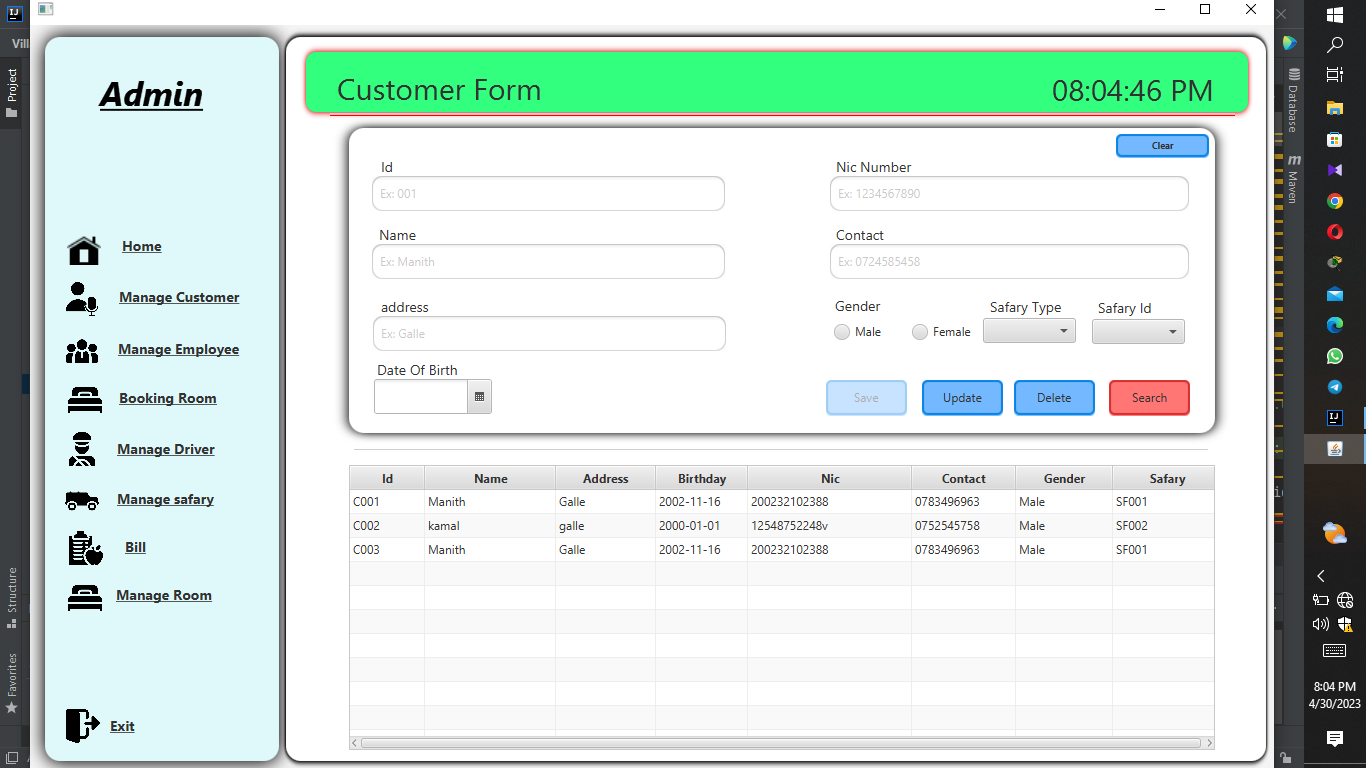 Vill
Project
Structure
Favorites
Admin
Home
Manage Customer
Manage Employee
Booking Room
Manage Driver
Manage safary
Bill
Manage Room
Exit
Customer Form 08:04:46 PM
Clear
Id Nic Number
Ex: 001 Ex: 1234567890
Name Contact
Ex: Manith Ex: 0724585458
address Gender Safary Type Safary Id
Ex: Galle Male Female
Date Of Birth
Save Update Delete Search
Id Name Address Birthday Nic Contact Gender Safary
C001 Manith Galle 2002-11-16 200232102388 0783496963 Male SF001
C002 kamal galle 2000-01-01 12548752248v 0752545758 Male SF002
C003 Manith Galle 2002-11-16 200232102388 0783496963 Male SF001
Database
m Maven
IJ
8:04 PM
4/30/2023